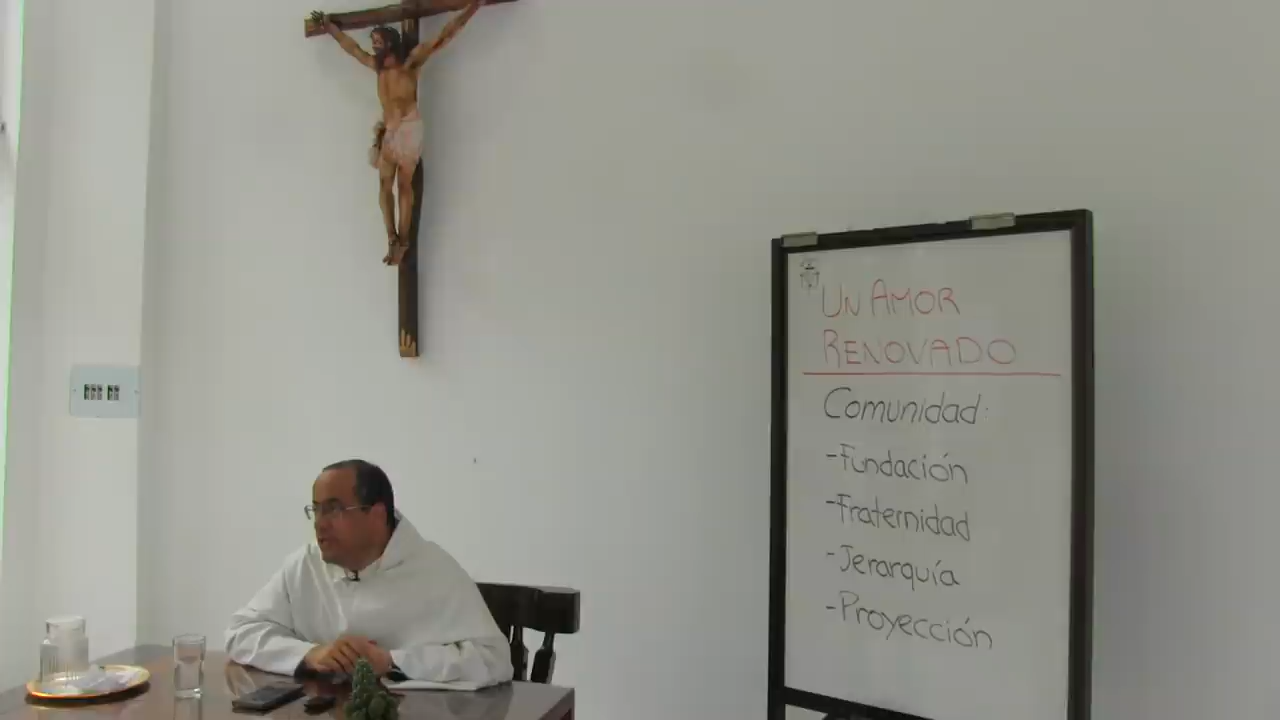 UN AMOR
RENOVADO
Comunidad:
-Fundación
-Fraternidad
-Jerarquía
-Proyección